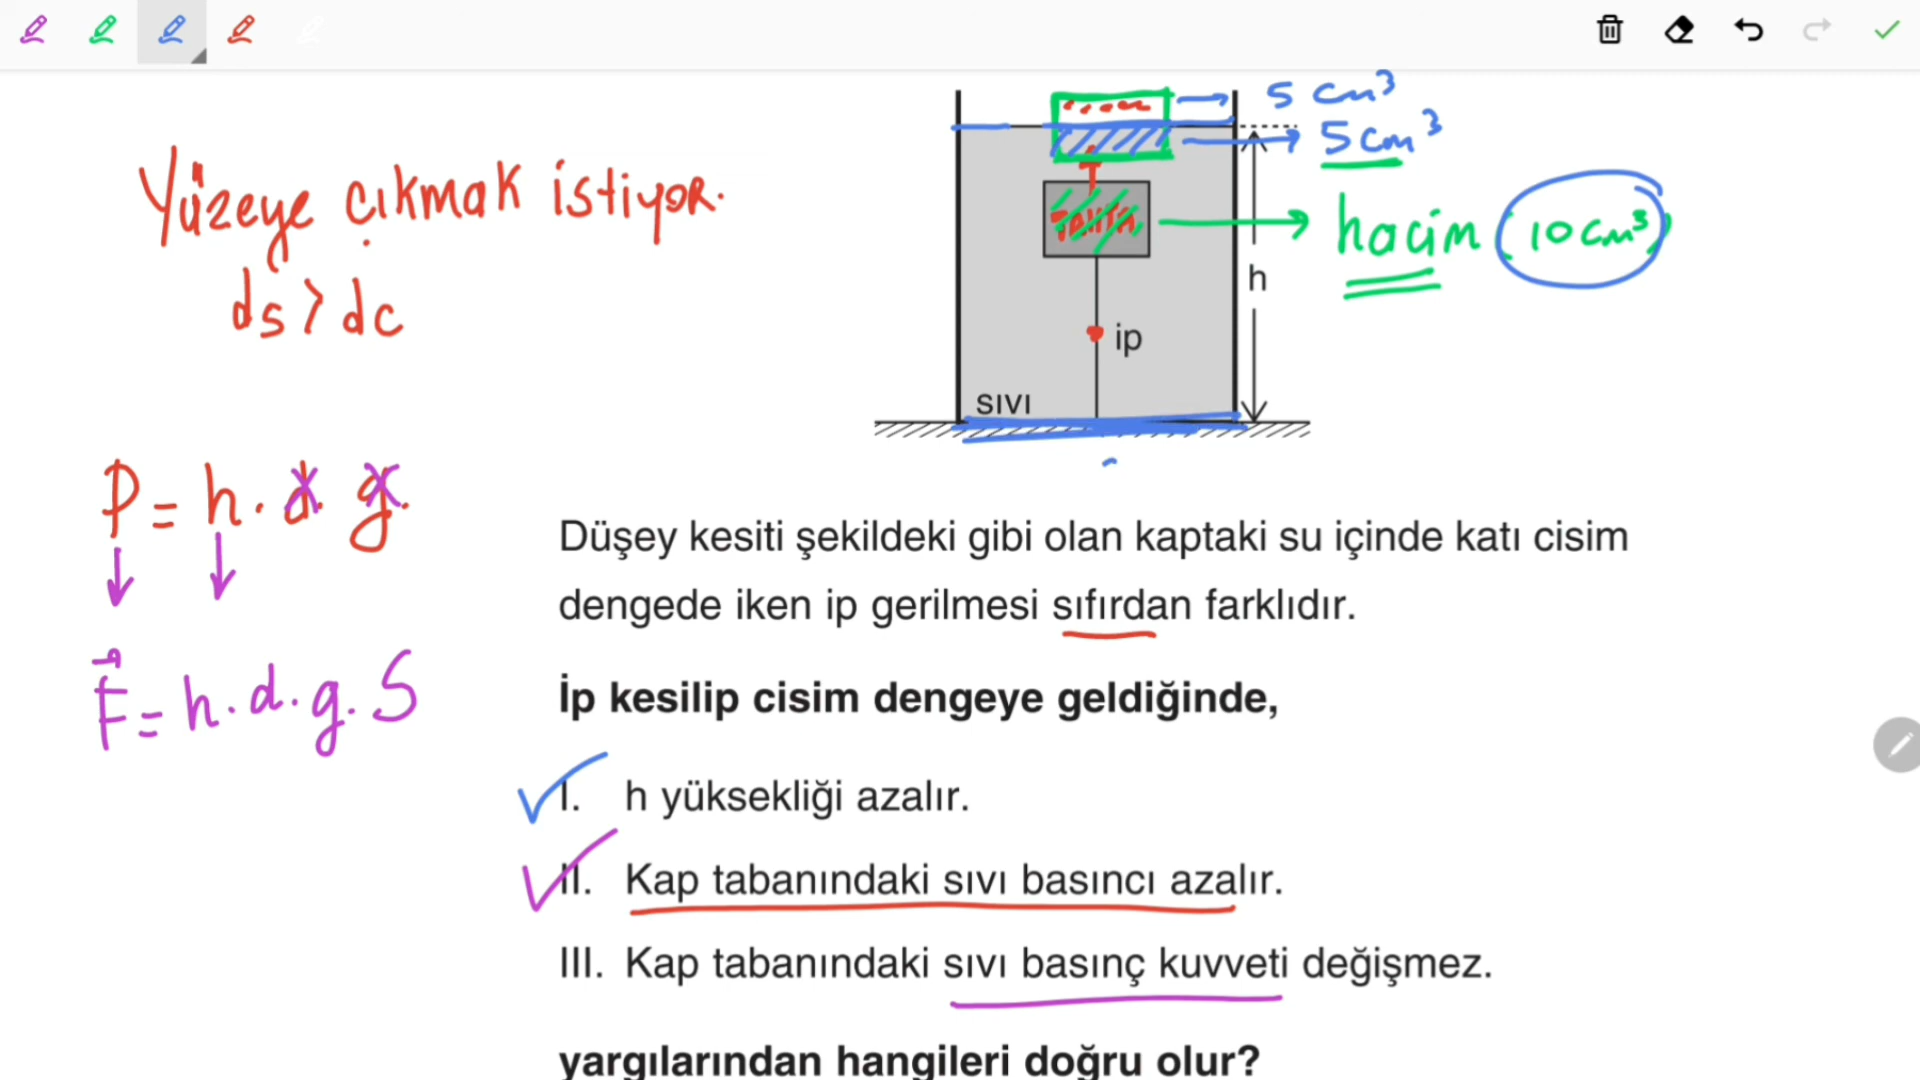 5 cm³
5 cm³
Yüzeye çıkmak istiyor.
TAHTA
hacim (10 cm³)
ds > dc
h
ip
sıvı
P = h . d . g .
Düşey kesiti şekildeki gibi olan kaptaki su içinde katı cisim
dengede iken ip gerilmesi sıfırdan farklıdır.
F = h . d . g . S
İp kesilip cisim dengeye geldiğinde,
I. h yüksekliği azalır.
II. Kap tabanındaki sıvı basıncı azalır.
III. Kap tabanındaki sıvı basınç kuvveti değişmez.
yargılarından hangileri doğru olur?